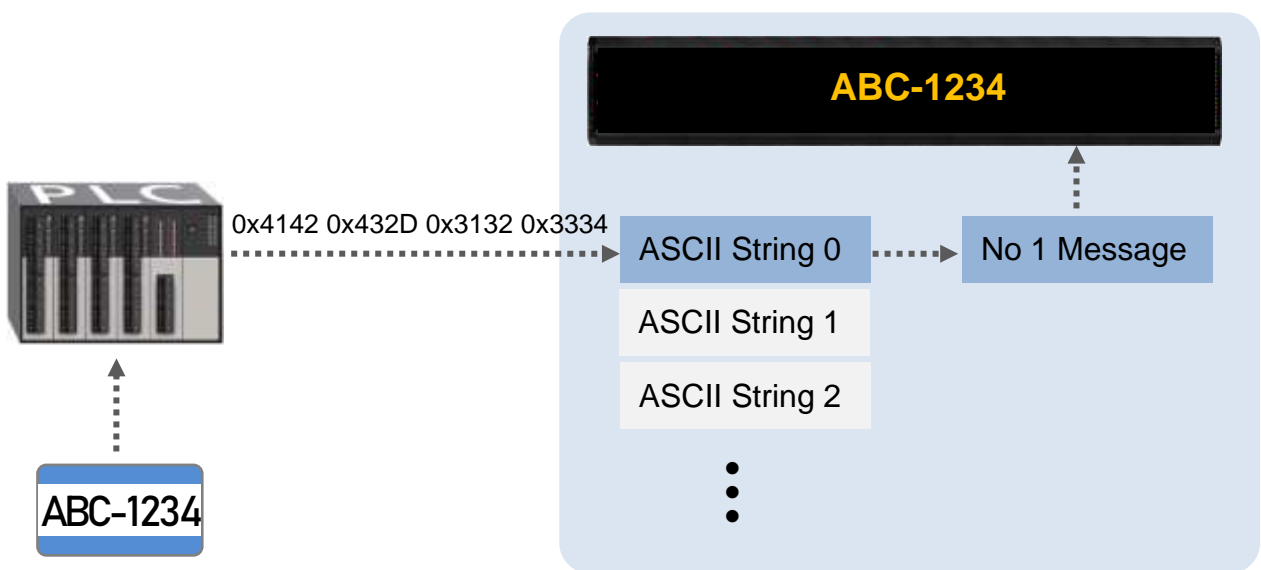 ABC-1234
PLC
0x4142 0x432D 0x3132 0x3334
ASCII String 0
No 1 Message
ASCII String 1
ASCII String 2
ABC-1234